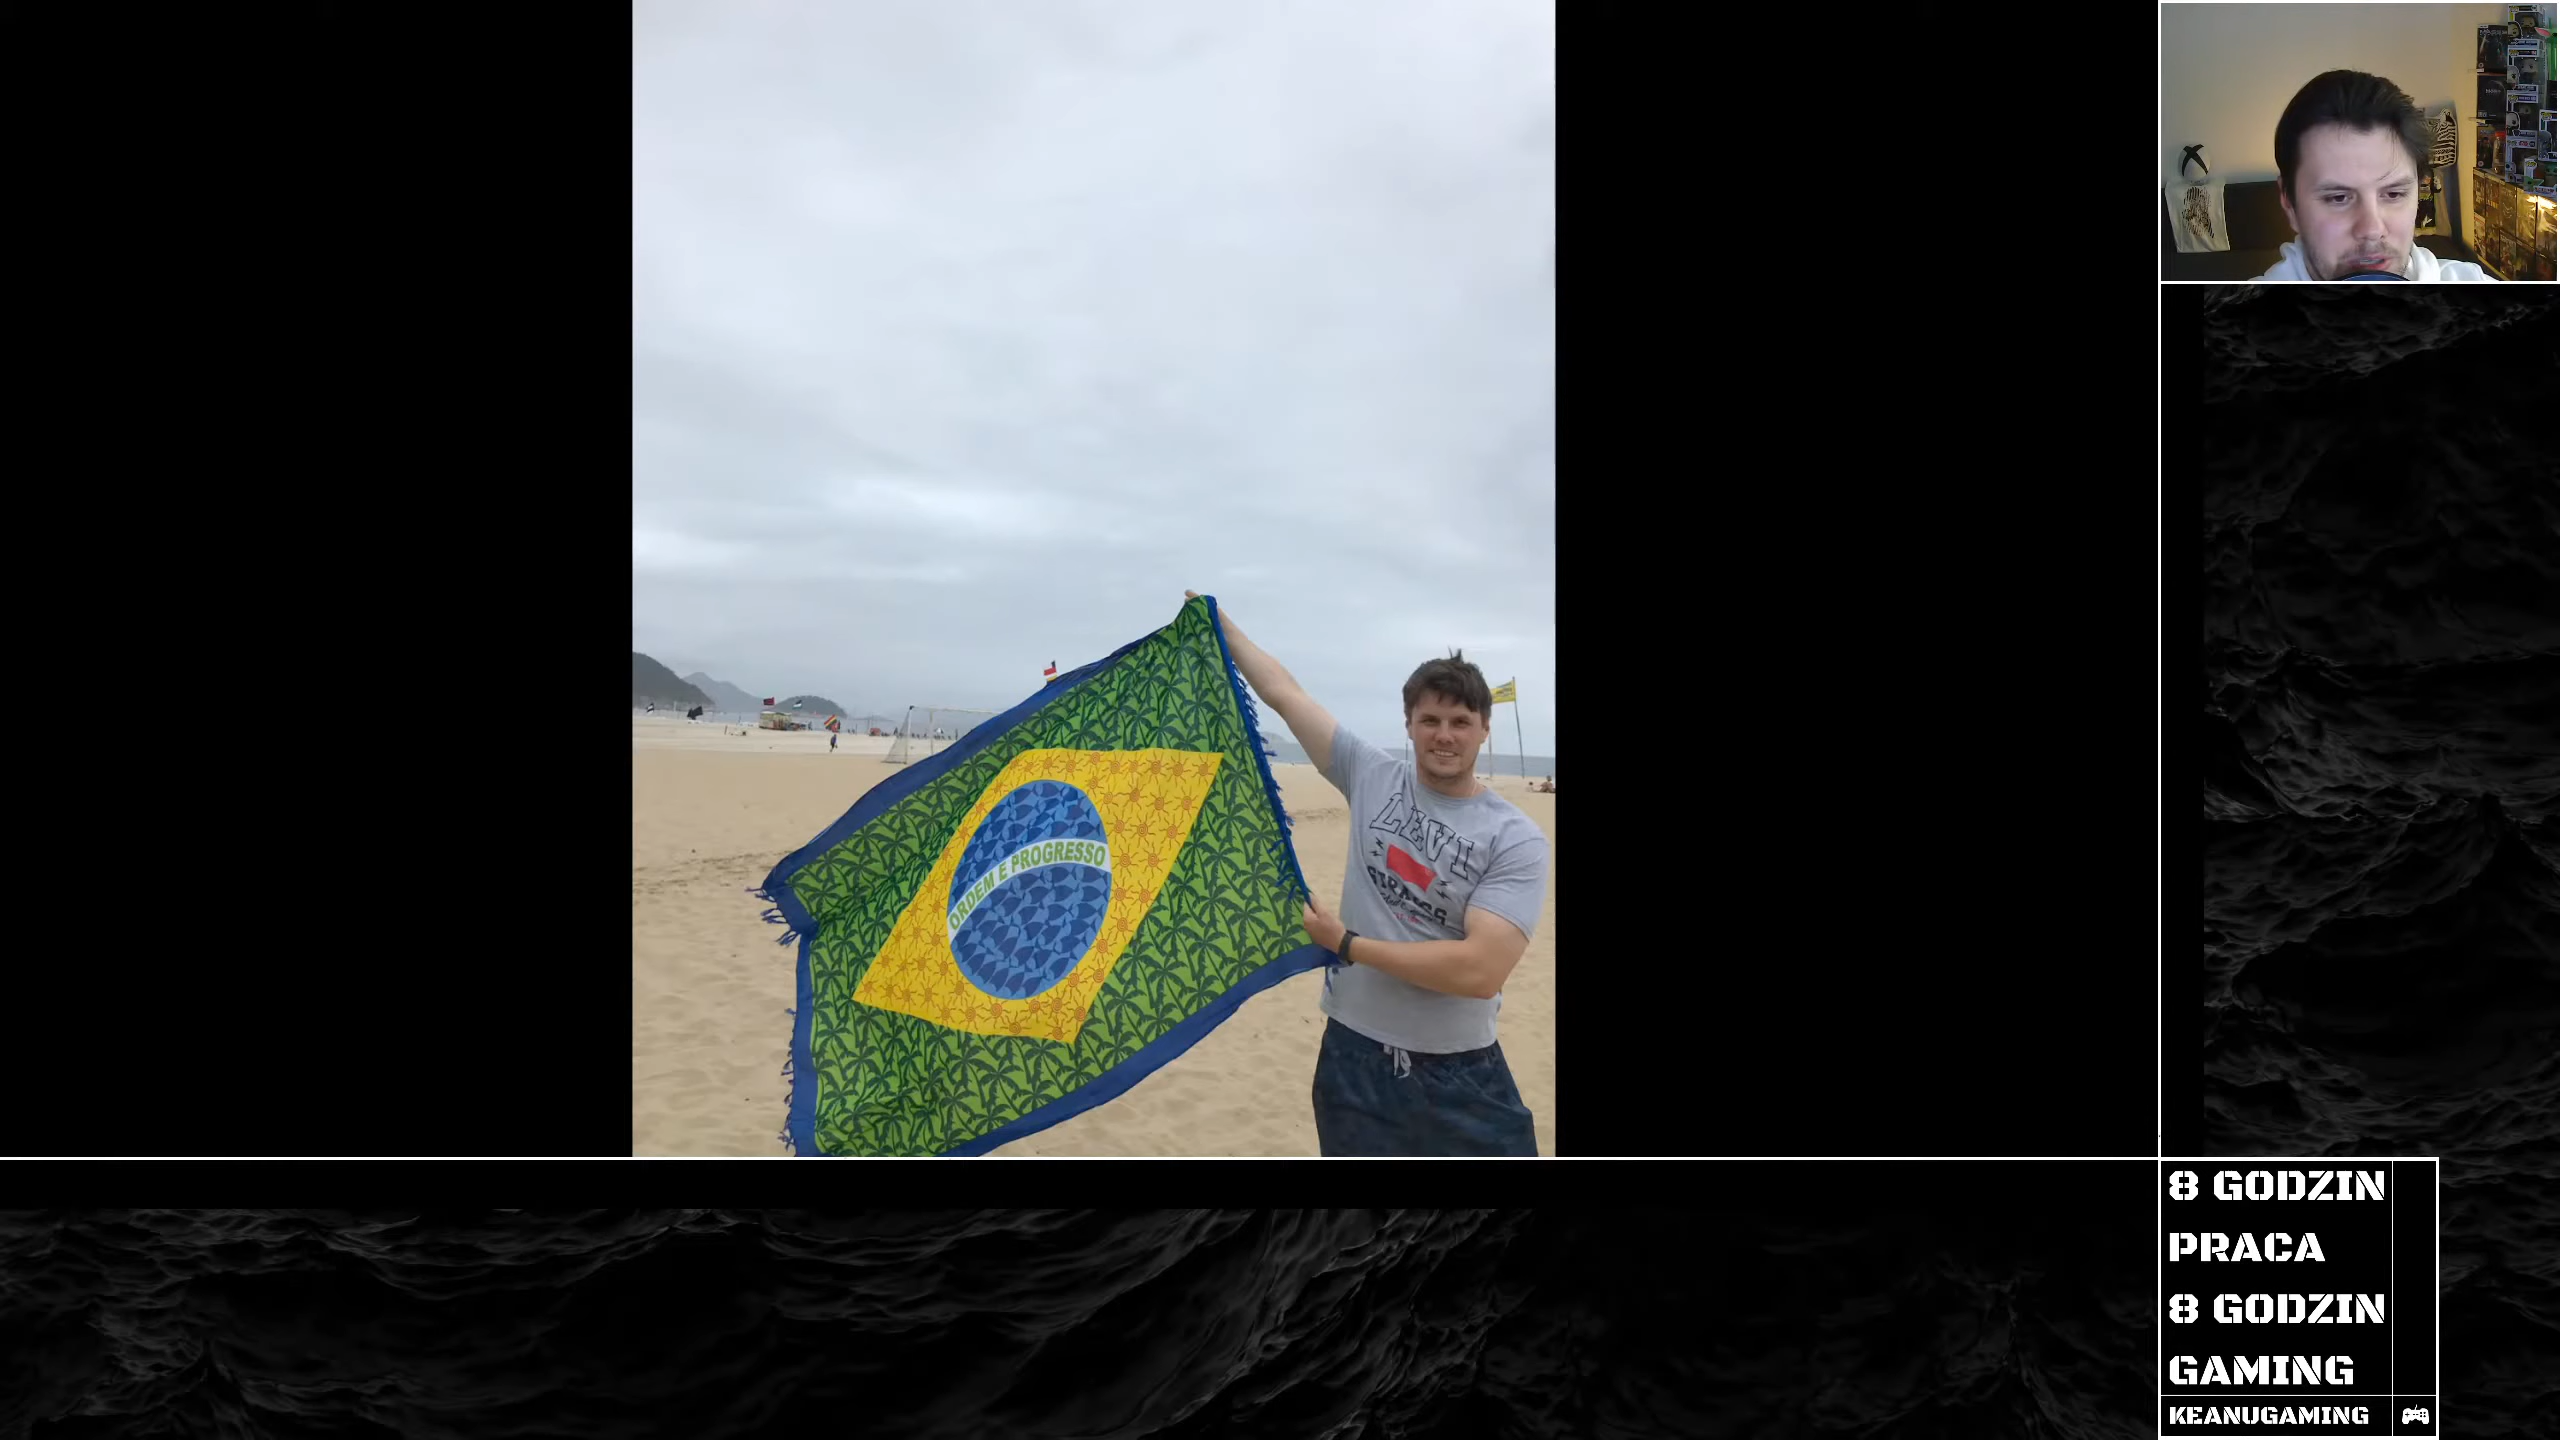 ORDEM E PROGRESSO
LEVI
8 GODZIN
PRACA
8 GODZIN
GAMING
KEANUGAMING